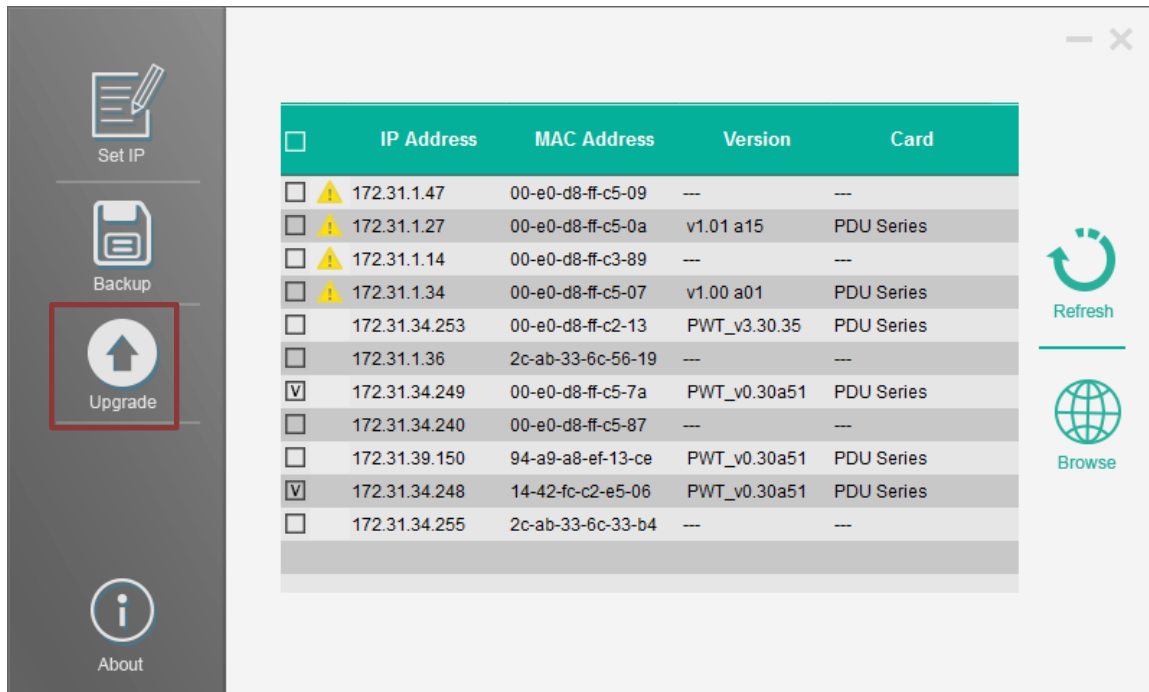 Set IP
Backup
Upgrade
About
IP Address MAC Address Version Card
172.31.1.47 00-e0-d8-ff-c5-09 --- ---
172.31.1.27 00-e0-d8-ff-c5-0a v1.01 a15 PDU Series
172.31.1.14 00-e0-d8-ff-c3-89 --- ---
172.31.1.34 00-e0-d8-ff-c5-07 v1.00 a01 PDU Series
172.31.34.253 00-e0-d8-ff-c2-13 PWT_v3.30.35 PDU Series
172.31.1.36 2c-ab-33-6c-56-19 --- ---
V 172.31.34.249 00-e0-d8-ff-c5-7a PWT_v0.30a51 PDU Series
172.31.34.240 00-e0-d8-ff-c5-87 --- ---
172.31.39.150 94-a9-a8-ef-13-ce PWT_v0.30a51 PDU Series
V 172.31.34.248 14-42-fc-c2-e5-06 PWT_v0.30a51 PDU Series
172.31.34.255 2c-ab-33-6c-33-b4 --- ---
Refresh
Browse